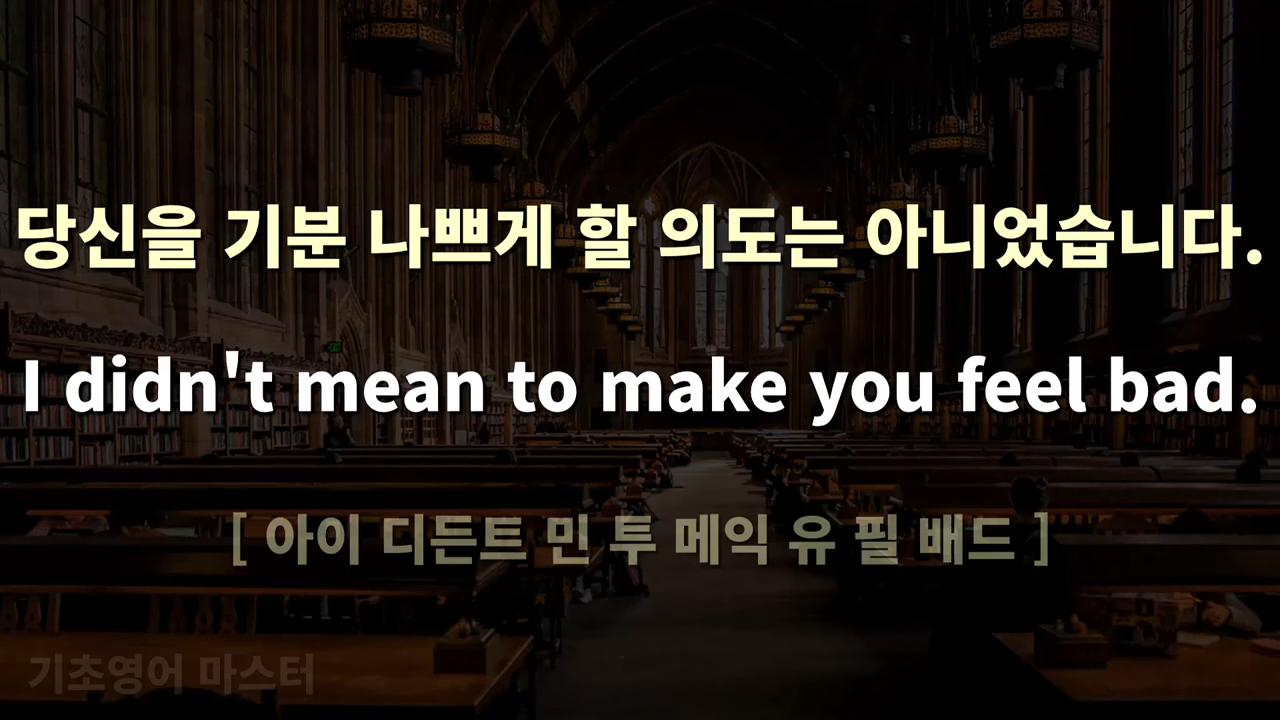 당신을 기분 나쁘게 할 의도는 아니었습니다.
I didn't mean to make you feel bad.
[ 아이 디든트 민 투 메익 유 필 배드 ]
기초영어 마스터